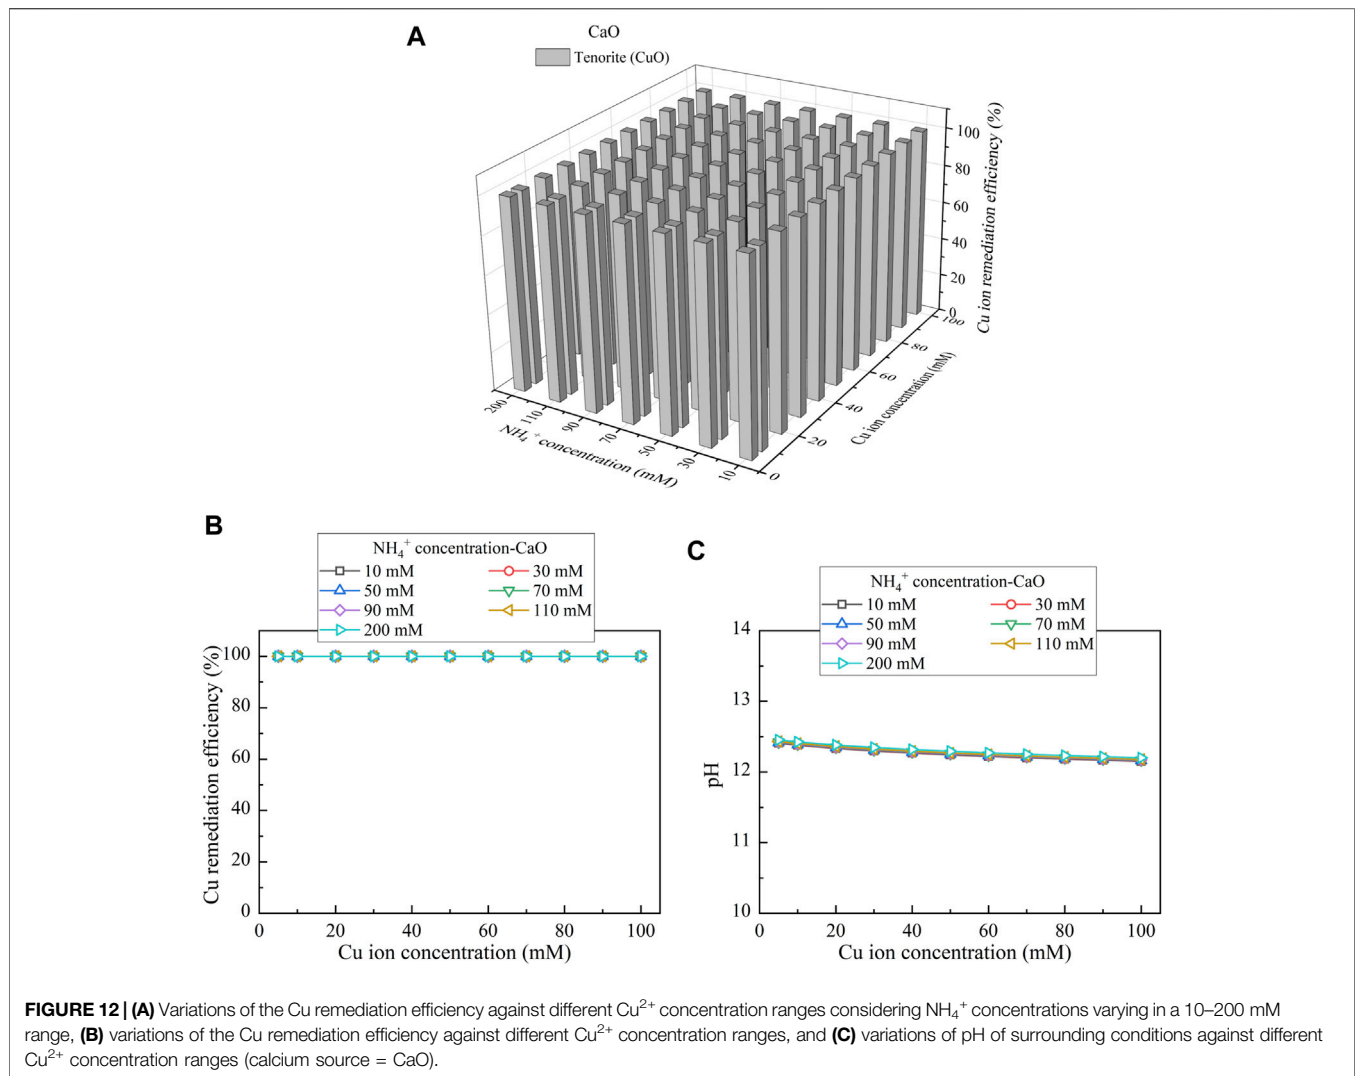 A
CaO
Tenorite (CuO)
100
80
60
40
20
0
Cu ion remediation efficiency (%)
100
80
60
40
20
0
Cu ion concentration (mM)
200
110
90
70
50
30
10
NH₄⁺ concentration (mM)
B
NH₄⁺ concentration-CaO
10 mM 30 mM
50 mM 70 mM
90 mM 110 mM
200 mM
100
80
60
40
20
0
Cu remediation efficiency (%)
0 20 40 60 80 100
Cu ion concentration (mM)
C
NH₄⁺ concentration-CaO
10 mM 30 mM
50 mM 70 mM
90 mM 110 mM
200 mM
14
13
12
11
10
pH
0 20 40 60 80 100
Cu ion concentration (mM)
FIGURE 12 | (A) Variations of the Cu remediation efficiency against different Cu²⁺ concentration ranges considering NH₄⁺ concentrations varying in a 10–200 mM
range, (B) variations of the Cu remediation efficiency against different Cu²⁺ concentration ranges, and (C) variations of pH of surrounding conditions against different
Cu²⁺ concentration ranges (calcium source = CaO).